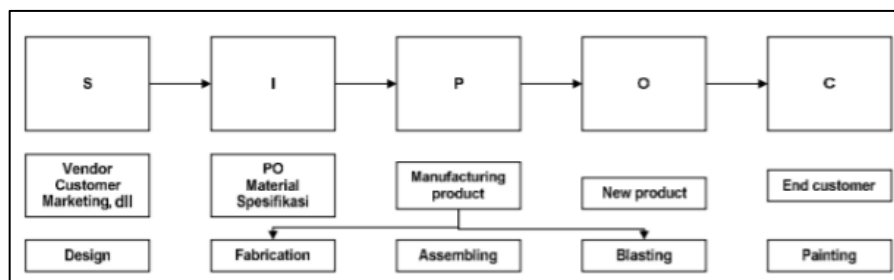 S
I
P
O
C
Vendor
Customer
Marketing, dll
PO
Material
Spesifikasi
Manufacturing
product
New product
End customer
Design
Fabrication
Assembling
Blasting
Painting